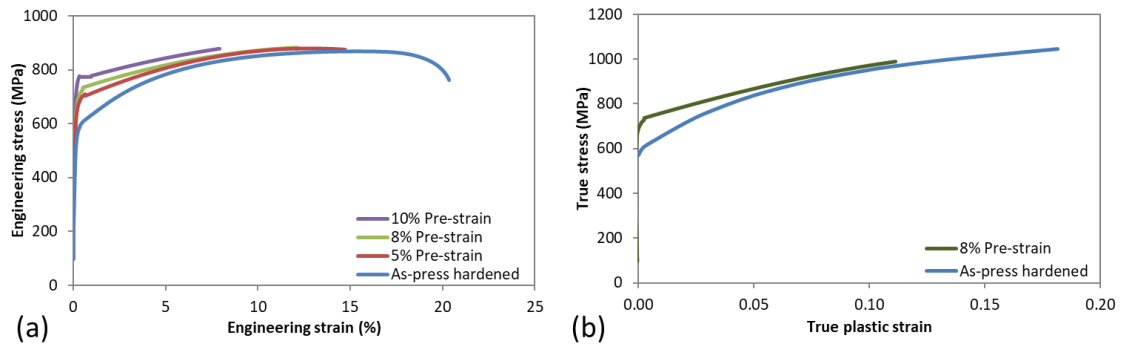 1000
800
600
400
200
0
Engineering stress (MPa)
10% Pre-strain
8% Pre-strain
5% Pre-strain
As-press hardened
0 5 10 15 20 25
Engineering strain (%)
(a)
1200
1000
800
600
400
200
0
True stress (MPa)
8% Pre-strain
As-press hardened
0.00 0.05 0.10 0.15 0.20
True plastic strain
(b)